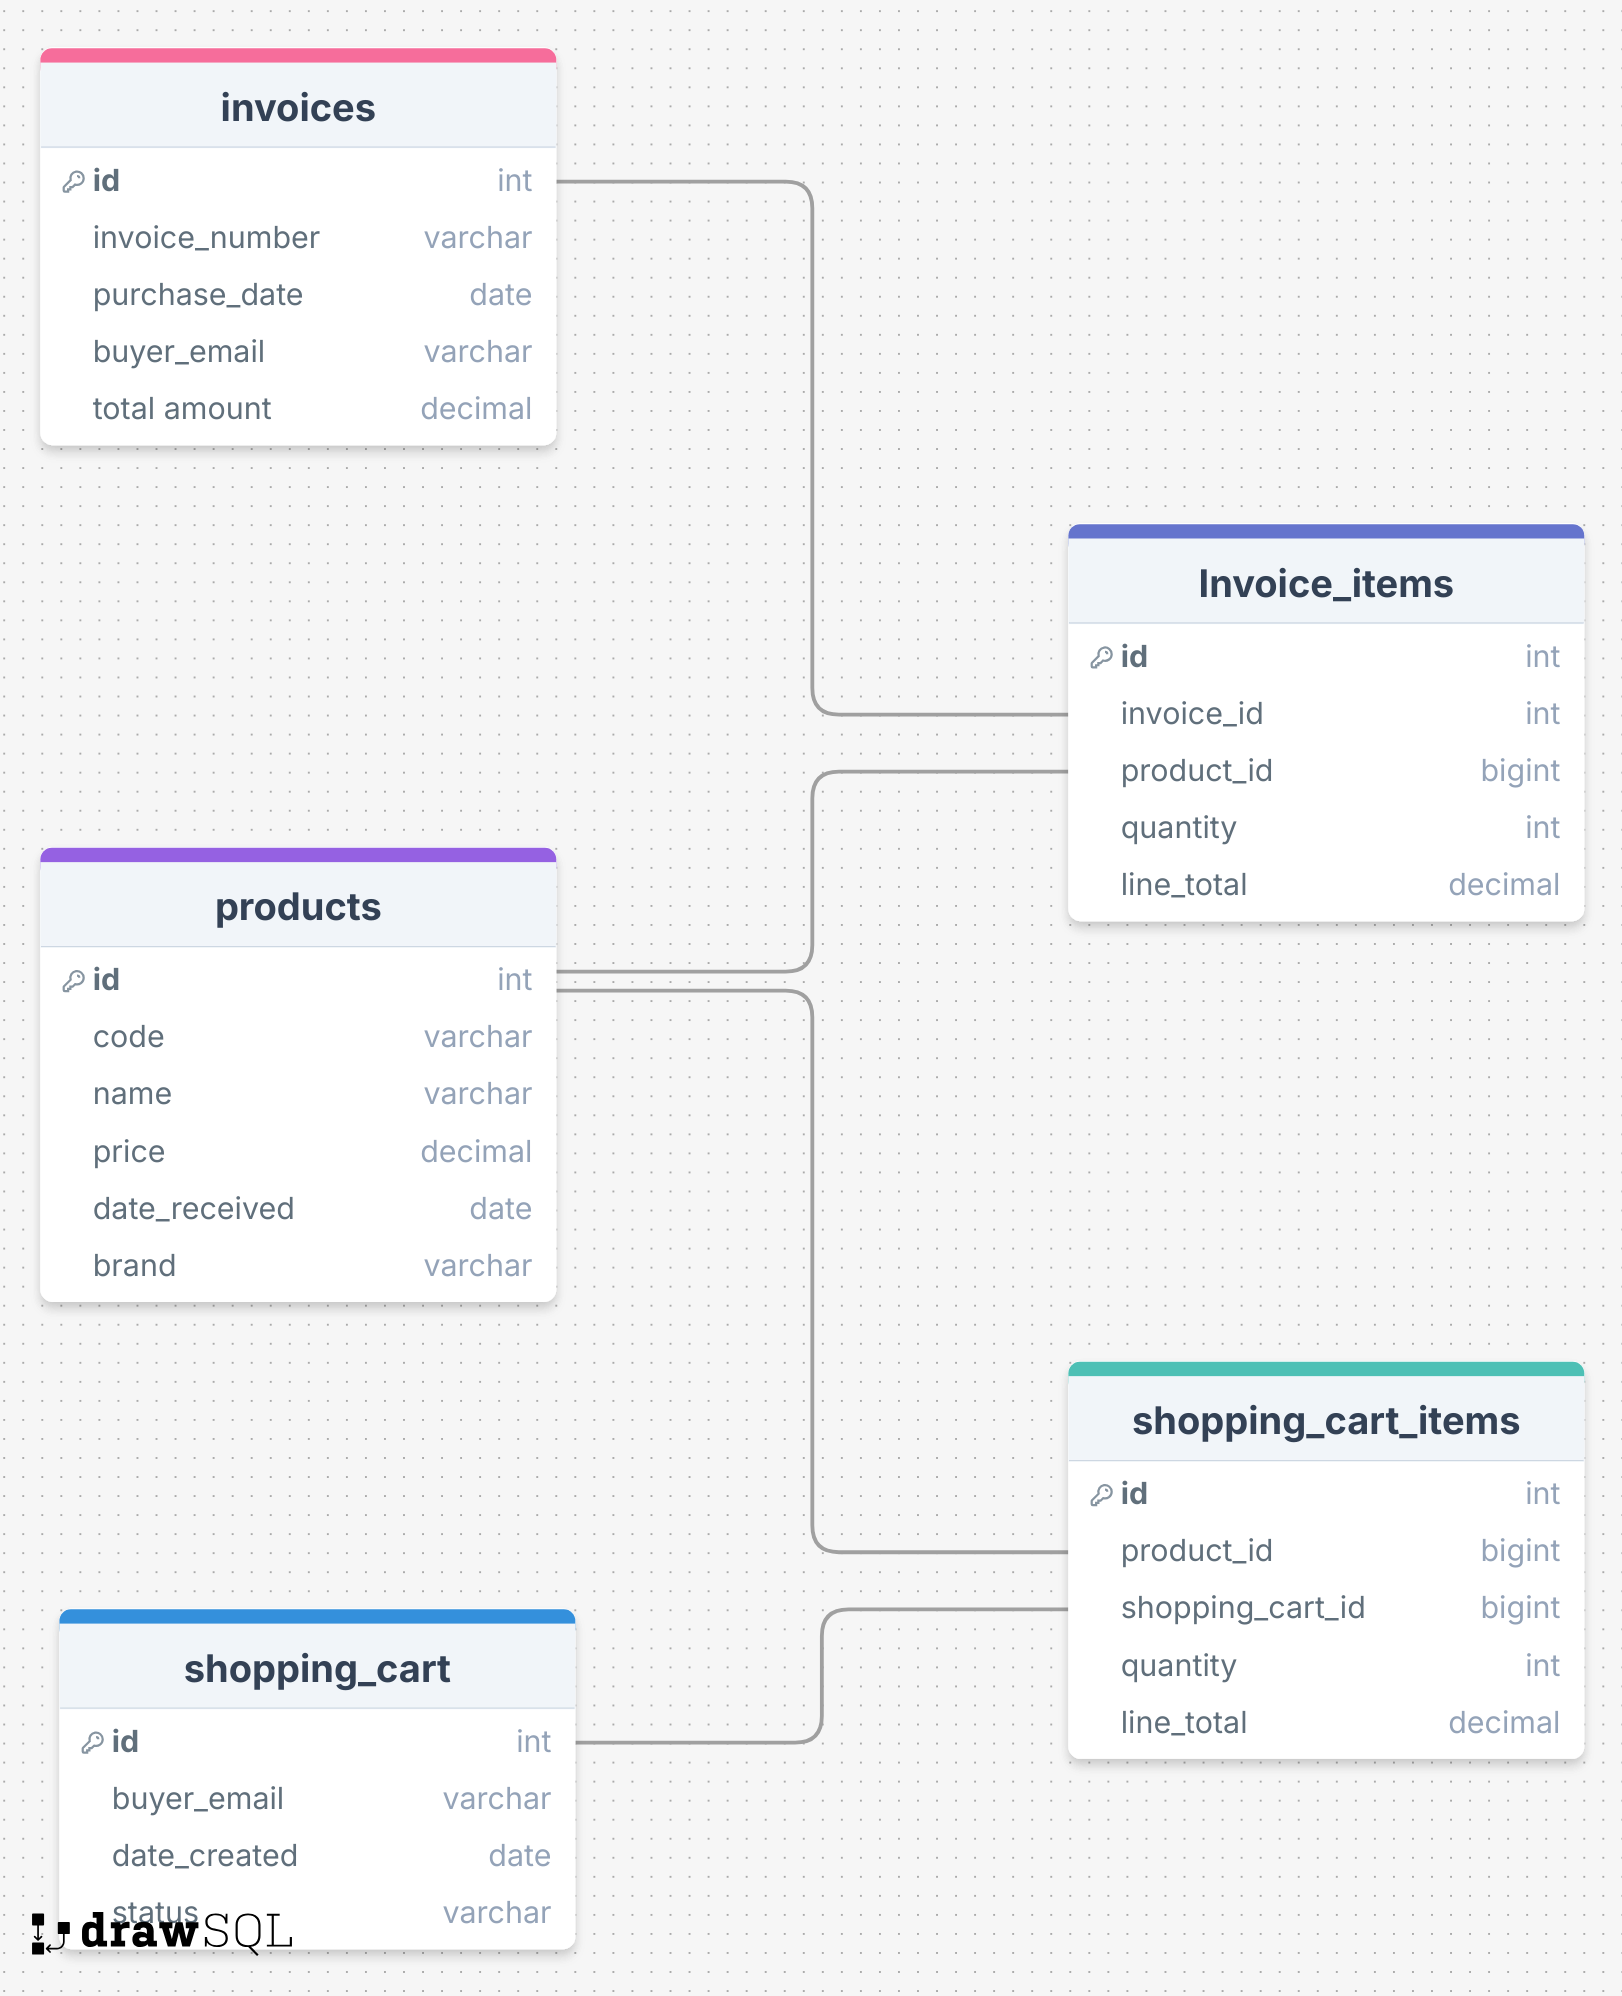 invoices
id int
invoice_number varchar
purchase_date date
buyer_email varchar
total amount decimal
Invoice_items
id int
invoice_id int
product_id bigint
quantity int
line_total decimal
products
id int
code varchar
name varchar
price decimal
date_received date
brand varchar
shopping_cart_items
id int
product_id bigint
shopping_cart_id bigint
quantity int
line_total decimal
shopping_cart
id int
buyer_email varchar
date_created date
status varchar
drawSQL